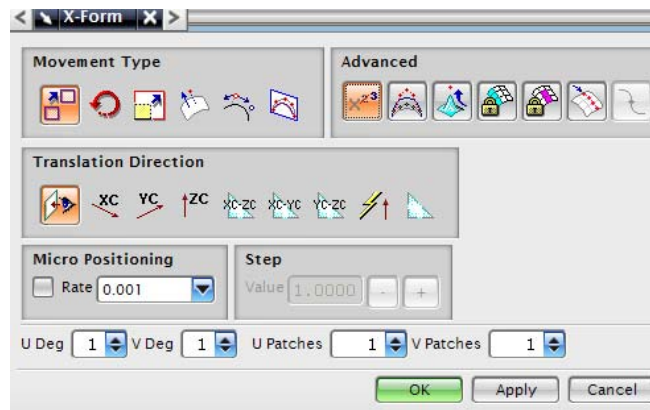 < X-Form X >
Movement Type
Advanced
x²³
Translation Direction
XC YC ZC XC-ZC XC-YC YC-ZC
Micro Positioning
Step
Rate 0.001
Value 1.0000 - +
U Deg 1 V Deg 1 U Patches 1 V Patches 1
OK Apply Cancel